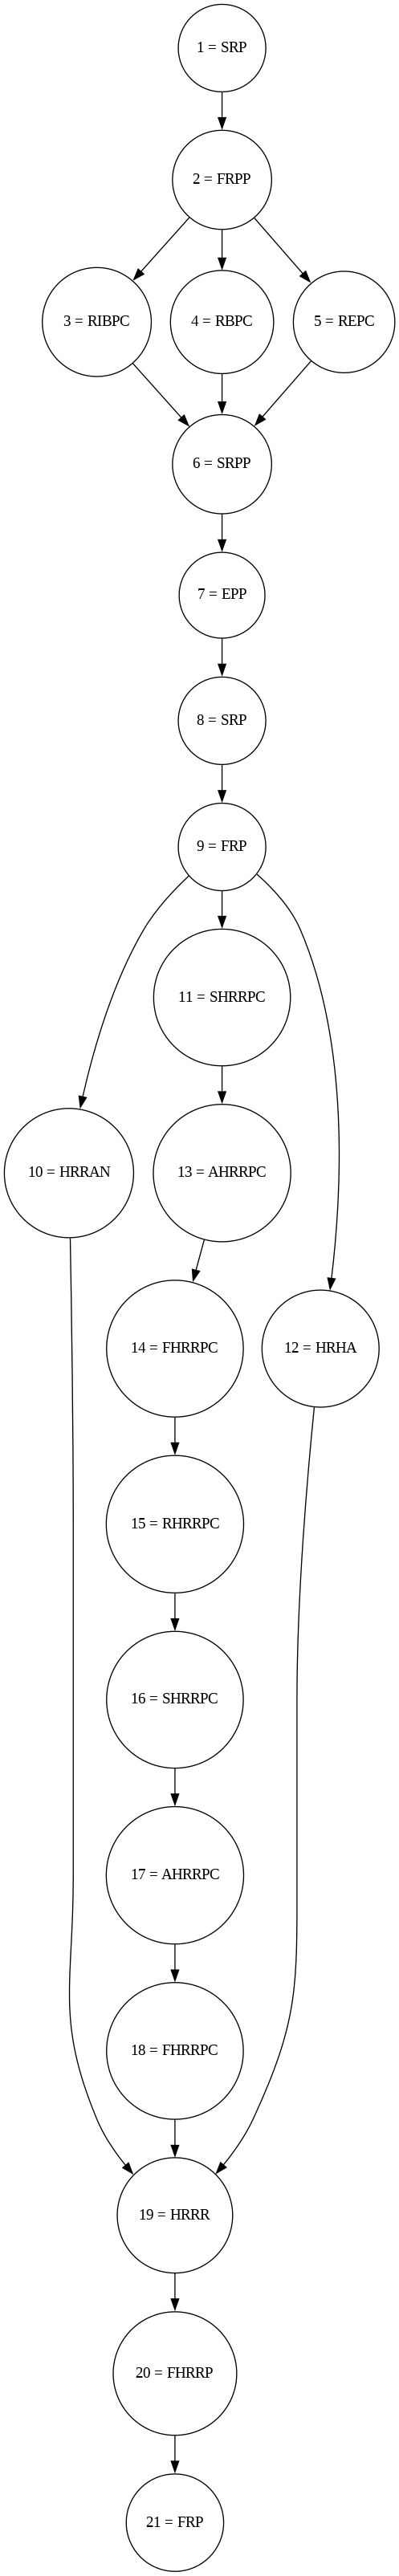 1 = SRP
2 = FRPP
3 = RIBPC
4 = RBPC
5 = REPC
6 = SRPP
7 = EPP
8 = SRP
9 = FRP
11 = SHRRPC
10 = HRRAN
13 = AHRRPC
14 = FHRRPC
12 = HRHA
15 = RHRRPC
16 = SHRRPC
17 = AHRRPC
18 = FHRRPC
19 = HRRR
20 = FHRRP
21 = FRP